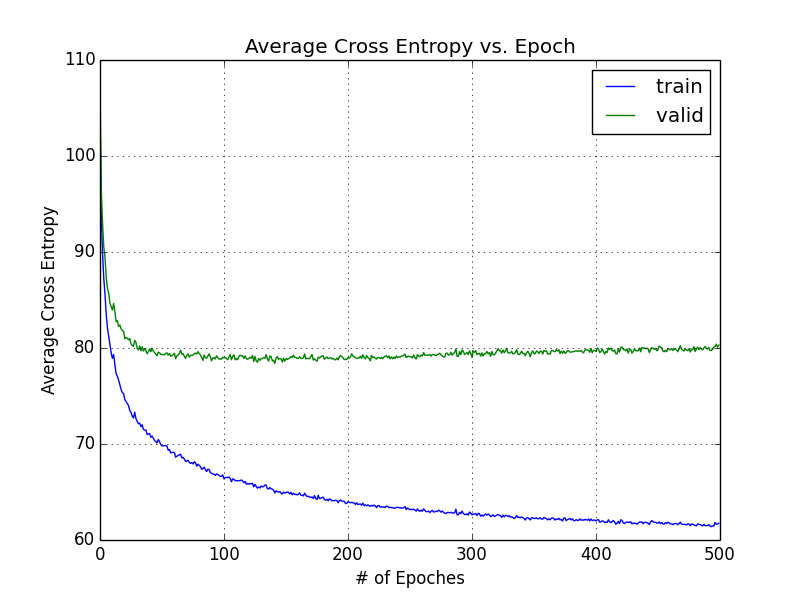 Average Cross Entropy vs. Epoch
110
100
90
80
70
60
Average Cross Entropy
train
valid
0 100 200 300 400 500
# of Epoches